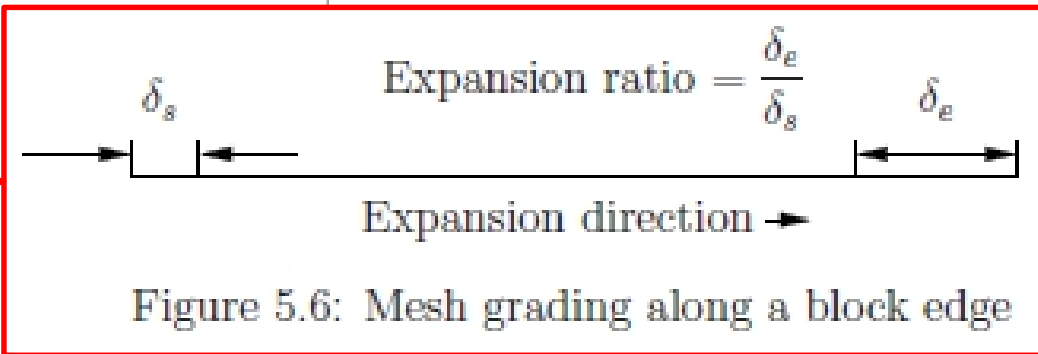 Expansion ratio = δₑ/δₛ
δₛ
δₑ
Expansion direction
Figure 5.6: Mesh grading along a block edge